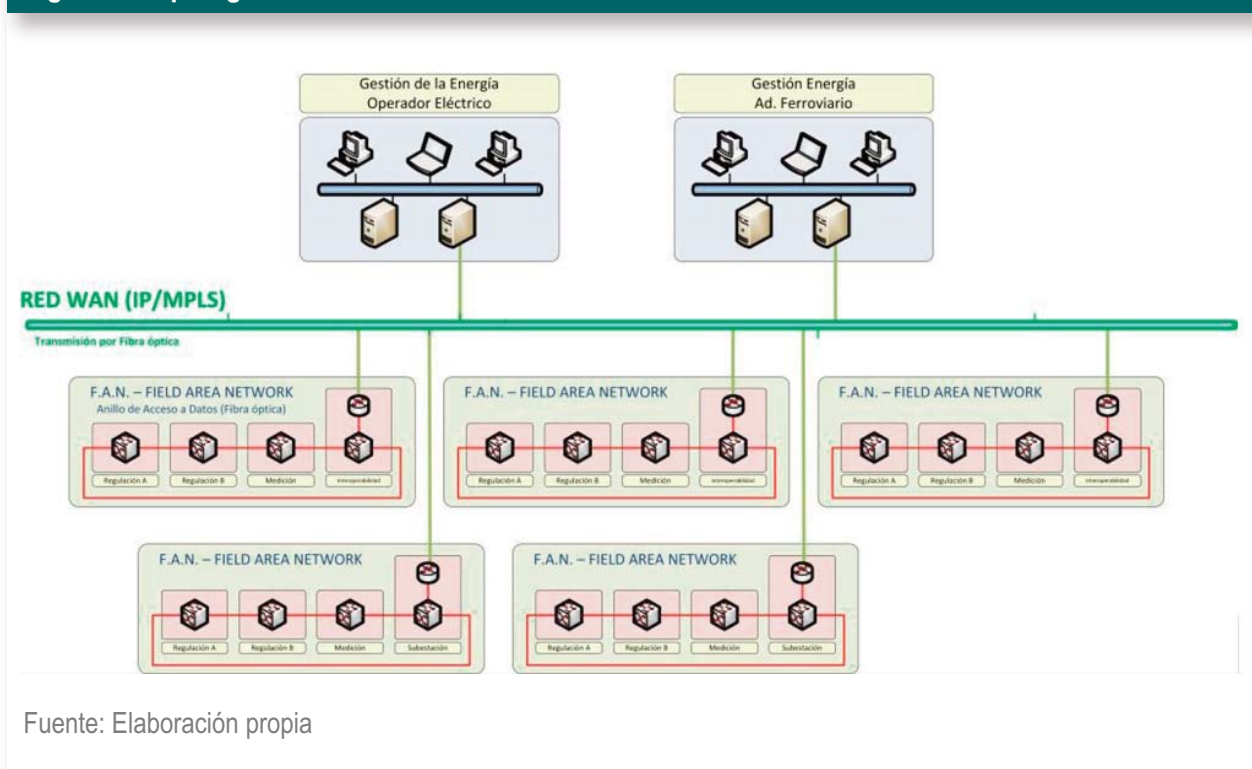 Gestión de la Energía
Operador Eléctrico
Gestión Energía
Ad. Ferroviario
RED WAN (IP/MPLS)
Transmisión por Fibra óptica
F.A.N. – FIELD AREA NETWORK
Anillo de Acceso a Datos (Fibra óptica)
Regulación A
Regulación B
Medición
Interoperabilidad
F.A.N. – FIELD AREA NETWORK
Regulación A
Regulación B
Medición
Interoperabilidad
F.A.N. – FIELD AREA NETWORK
Regulación A
Regulación B
Medición
Interoperabilidad
F.A.N. – FIELD AREA NETWORK
Regulación A
Regulación B
Medición
Subestación
F.A.N. – FIELD AREA NETWORK
Regulación A
Regulación B
Medición
Subestación
Fuente: Elaboración propia